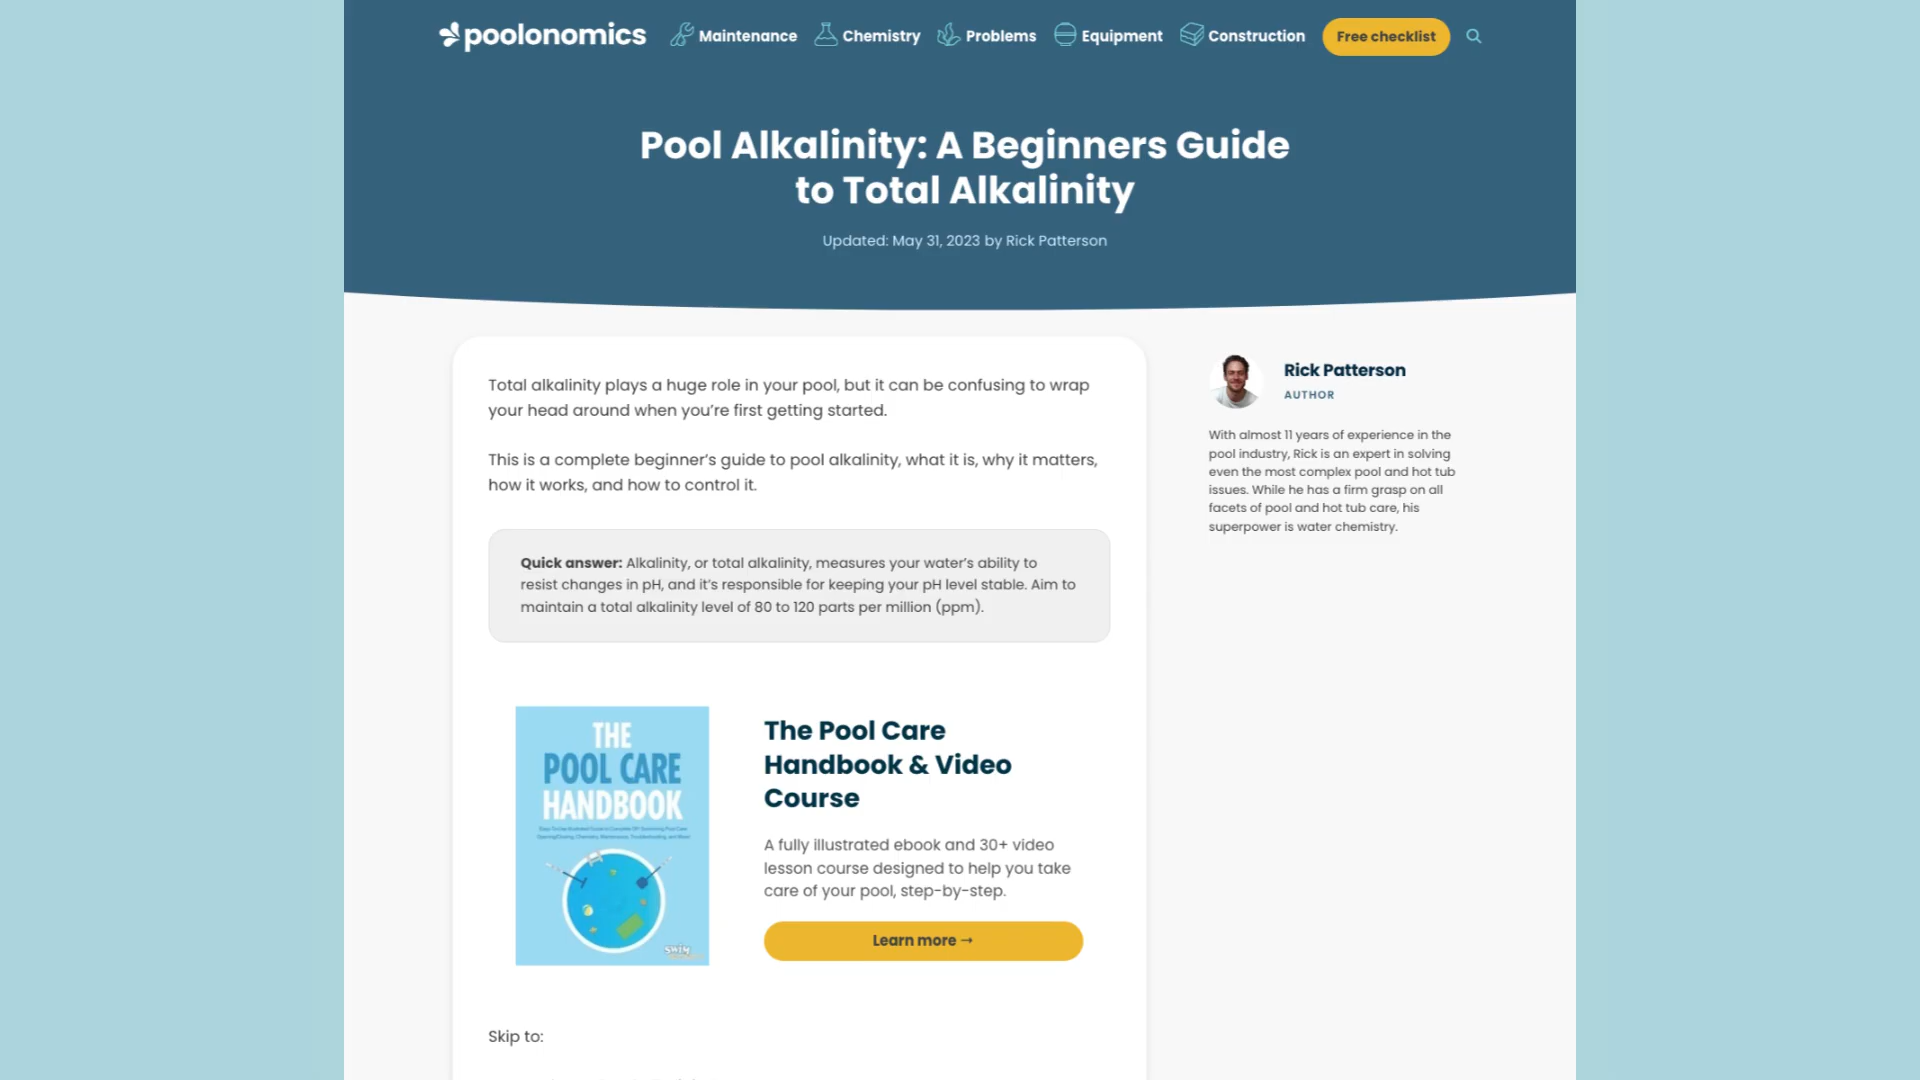 poolonomics
Maintenance
Chemistry
Problems
Equipment
Construction
Free checklist
Pool Alkalinity: A Beginners Guide
to Total Alkalinity
Updated: May 31, 2023 by Rick Patterson
Total alkalinity plays a huge role in your pool, but it can be confusing to wrap
your head around when you’re first getting started.
This is a complete beginner’s guide to pool alkalinity, what it is, why it matters,
how it works, and how to control it.
Quick answer: Alkalinity, or total alkalinity, measures your water’s ability to
resist changes in pH, and it’s responsible for keeping your pH level stable. Aim to
maintain a total alkalinity level of 80 to 120 parts per million (ppm).
THE
POOL CARE
HANDBOOK
SWIM
The Pool Care
Handbook & Video
Course
A fully illustrated ebook and 30+ video
lesson course designed to help you take
care of your pool, step-by-step.
Learn more →
Skip to:
Rick Patterson
AUTHOR
With almost 11 years of experience in the
pool industry, Rick is an expert in solving
even the most complex pool and hot tub
issues. While he has a firm grasp on all
facets of pool and hot tub care, his
superpower is water chemistry.